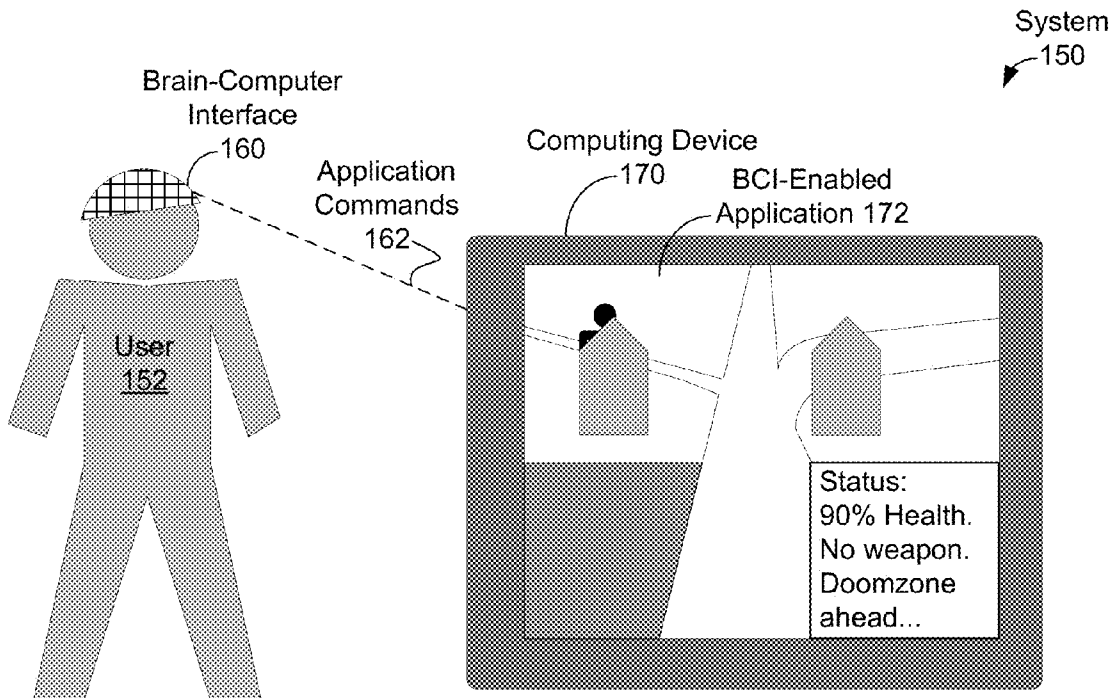 System
150
Brain-Computer
Interface
160
Application
Commands
162
Computing Device
170
BCI-Enabled
Application 172
User
152
Status:
90% Health.
No weapon.
Doomzone
ahead...